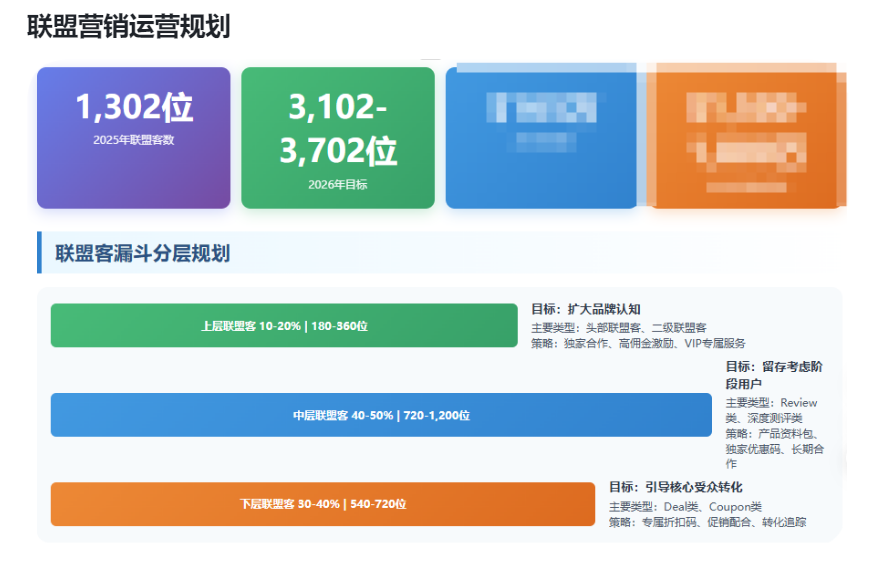 联盟营销运营规划
1,302位
2025年联盟客数
3,102-
3,702位
2026年目标
联盟客漏斗分层规划
上层联盟客 10-20% | 180-360位
目标：扩大品牌认知
主要类型：头部联盟客、二级联盟客
策略：独家合作、高佣金激励、VIP专属服务
中层联盟客 40-50% | 720-1,200位
目标：留存考虑阶
段用户
主要类型：Review
类、深度测评类
策略：产品资料包、
独家优惠码、长期合
作
下层联盟客 30-40% | 540-720位
目标：引导核心受众转化
主要类型：Deal类、Coupon类
策略：专属折扣码、促销配合、转化追踪